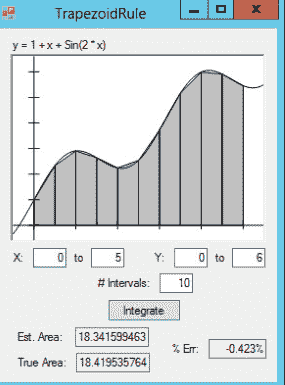 TrapezoidRule
y = 1 + x + Sin(2 * x)
X: 0 to 5 Y: 0 to 6
# Intervals: 10
Integrate
Est. Area: 18.341599463
True Area: 18.419535764
% Err: -0.423%